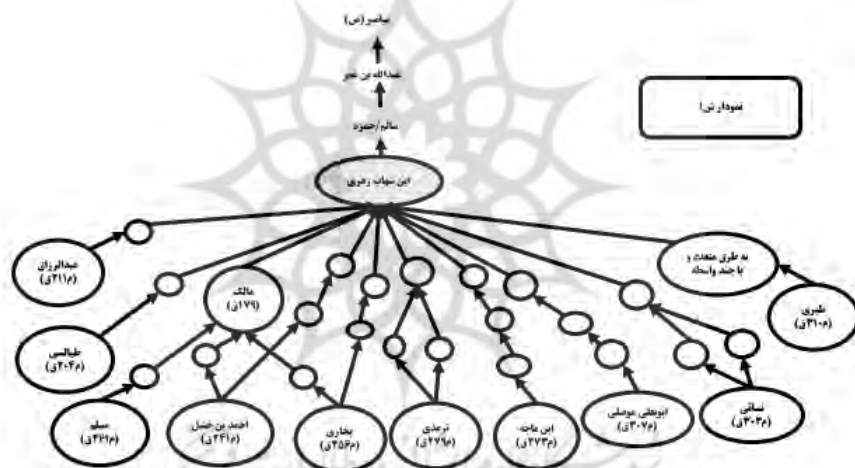 پیامبر(ص)
عبدالله بن عمر
سالم/حمزه
نمودار ش۱
ابن شهاب زهری
عبدالرزاق
(م۲۱۱ق)
مالک
(۱۷۹ق)
به طرق متعدد و
با چند واسطه
طبری
(م۳۱۰ق)
طیالسی
(م۲۰۴ق)
مسلم
(م۲۶۱ق)
احمد بن حنبل
(م۲۴۱ق)
بخاری
(م۲۵۶ق)
ترمذی
(م۲۷۹ق)
ابن ماجه
(م۲۷۳ق)
ابویعلی موصلی
(م۳۰۷ق)
نسائی
(م۳۰۳ق)